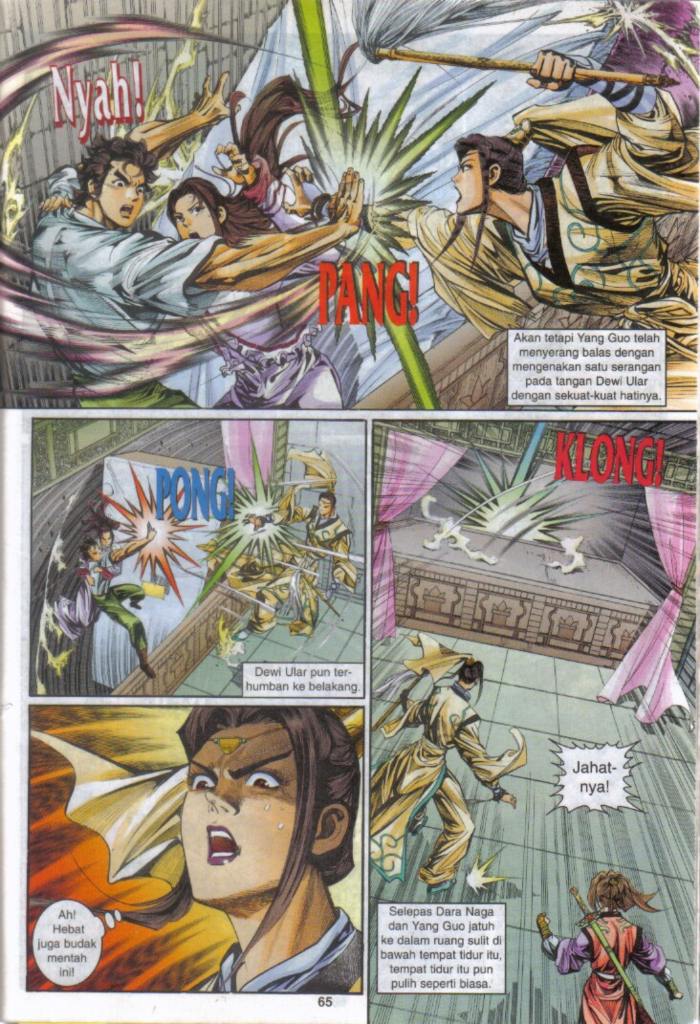 Nyah!
PANG!
Akan tetapi Yang Guo telah
menyerang balas dengan
mengenakan satu serangan
pada tangan Dewi Ular
dengan sekuat-kuat hatinya.
PONG!
Dewi Ular pun ter-
humban ke belakang.
KLONG!
Jahat-
nya!
Ah!
Hebat
juga budak
mentah
ini!
Selepas Dara Naga
dan Yang Guo jatuh
ke dalam ruang sulit di
bawah tempat tidur itu,
tempat tidur itu pun
pulih seperti biasa.
65